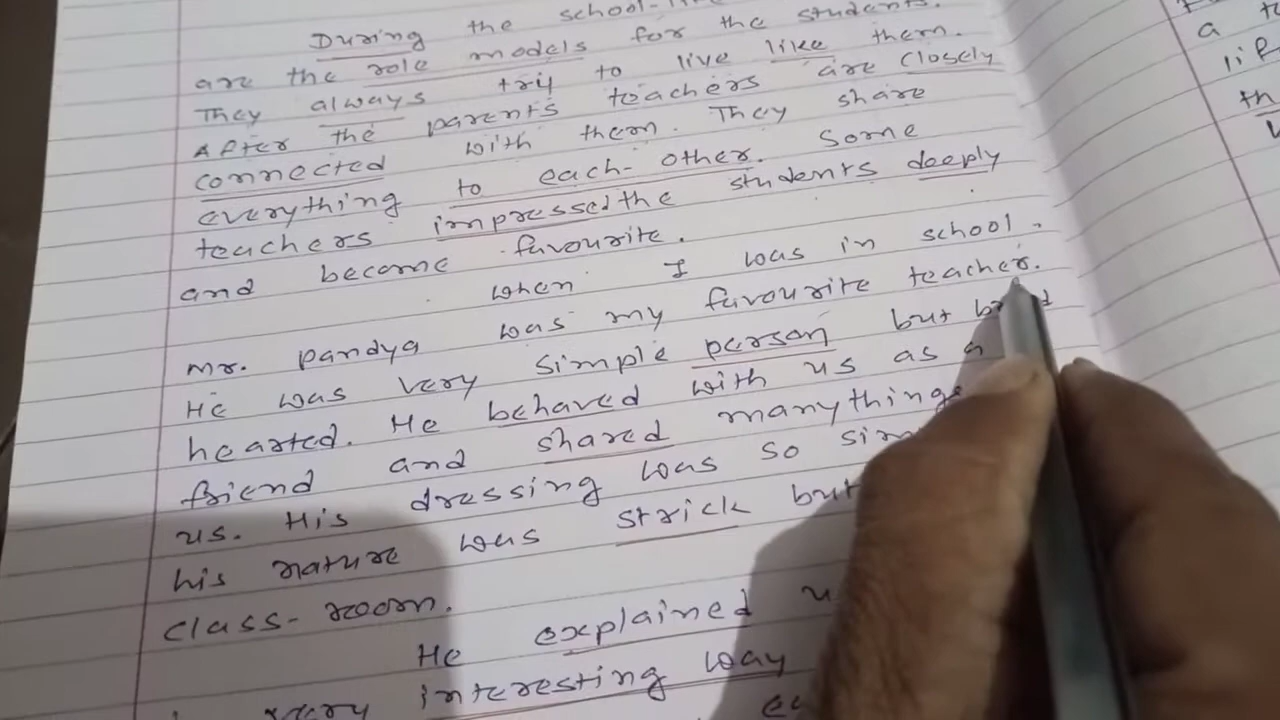 During the school-
are the role models for the students.
They always try to live like them.
After the parents teachers are closely
connected with them. They share
everything to each-other. Some
teachers impressed the students deeply
and become favourite.
when I was in school.
Mr. pandya was my favourite teacher.
He was very simple person but
hearted. He behaved with us as a
friend and shared manythings
us. His dressing was so
his nature was strick but
class-room.
He explained
very interesting way
a
lif
th